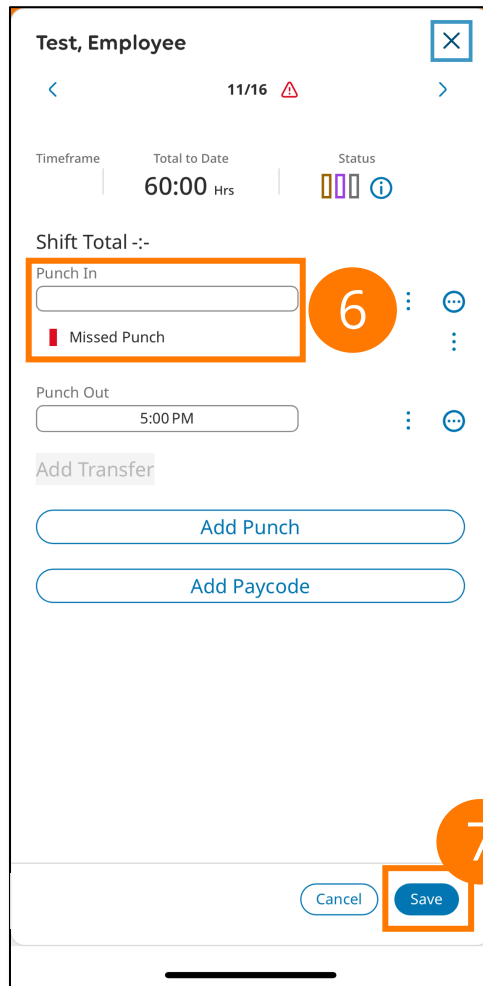 Test, Employee
11/16
Timeframe Total to Date Status
60:00 Hrs
Shift Total -:-
Punch In
6
Missed Punch
Punch Out
5:00 PM
Add Transfer
Add Punch
Add Paycode
7
Cancel Save